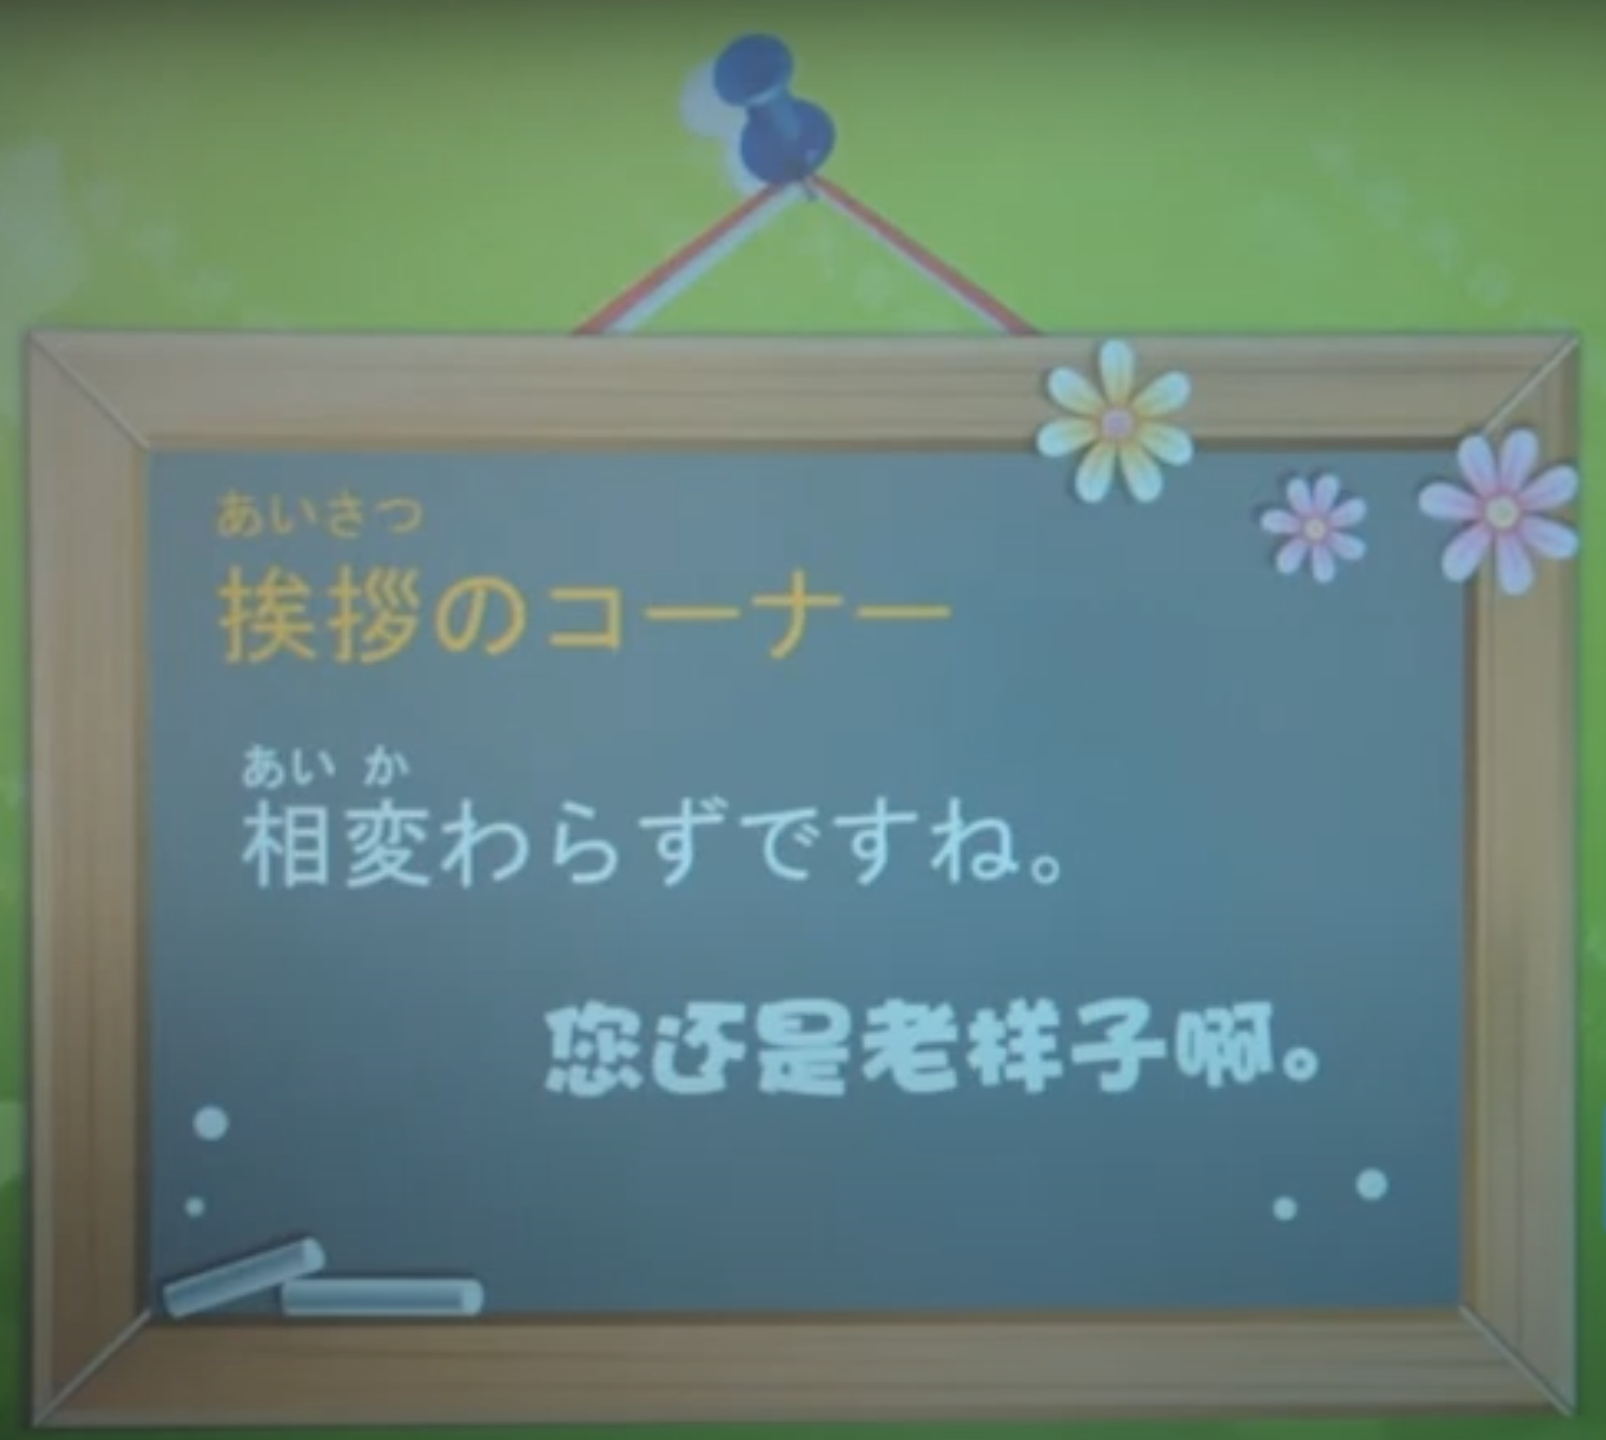 あいさつ
挨拶のコーナー
あい か
相変わらずですね。
您还是老样子啊。